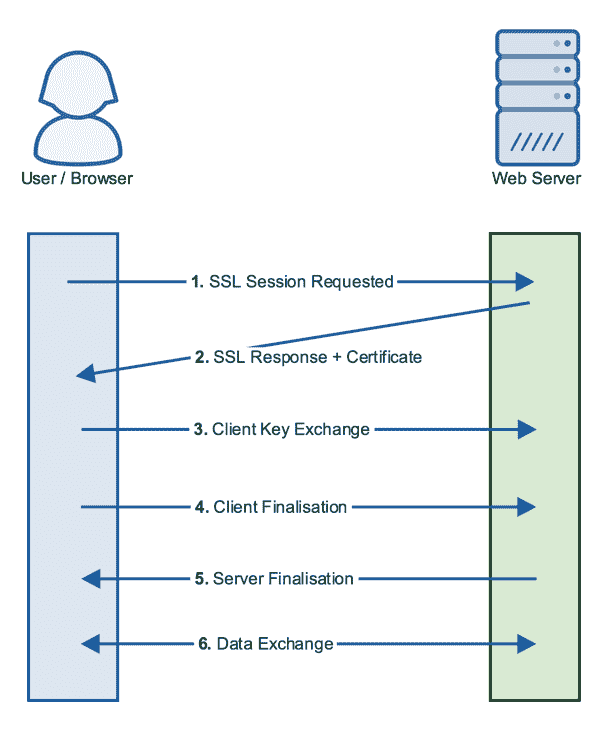 User / Browser
Web Server
1. SSL Session Requested
2. SSL Response + Certificate
3. Client Key Exchange
4. Client Finalisation
5. Server Finalisation
6. Data Exchange